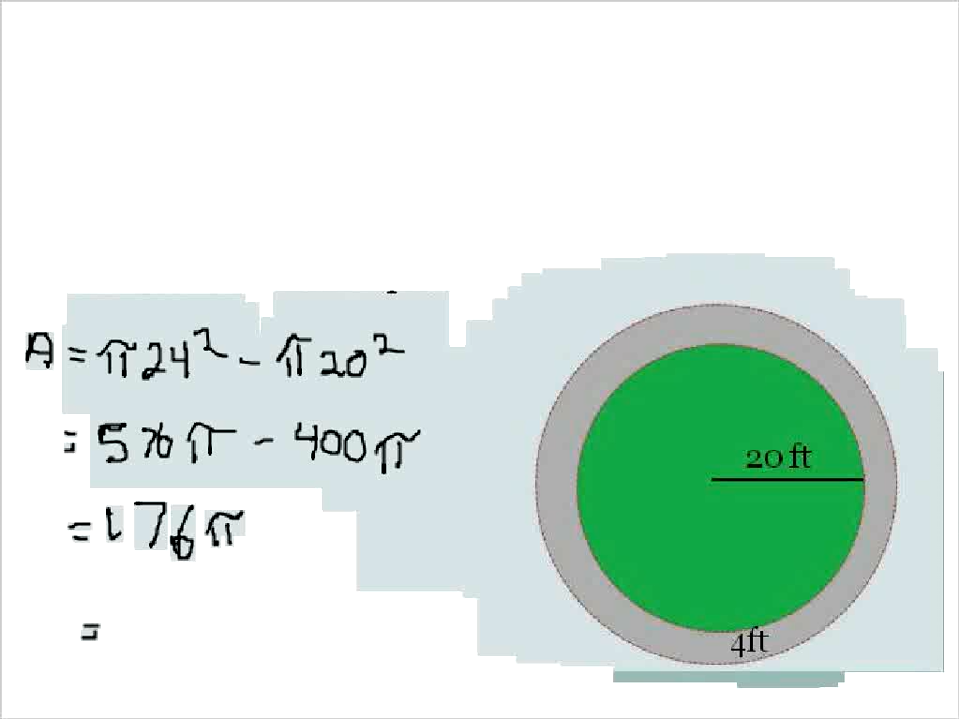 A = π24² - π20²
= 576π - 400π
20 ft
= 176π
=
4ft